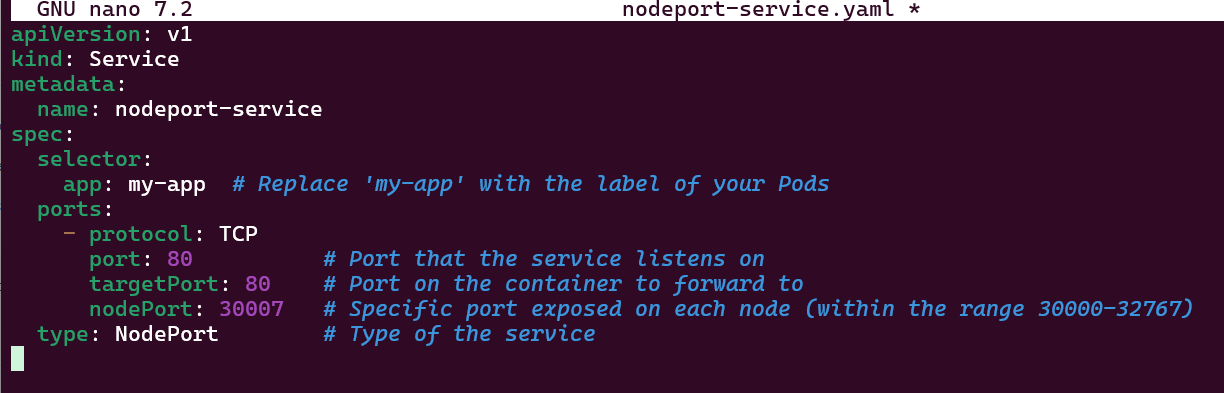 GNU nano 7.2 nodeport-service.yaml *
apiVersion: v1
kind: Service
metadata:
  name: nodeport-service
spec:
  selector:
    app: my-app  # Replace 'my-app' with the label of your Pods
  ports:
    - protocol: TCP
      port: 80          # Port that the service listens on
      targetPort: 80    # Port on the container to forward to
      nodePort: 30007   # Specific port exposed on each node (within the range 30000-32767)
  type: NodePort        # Type of the service